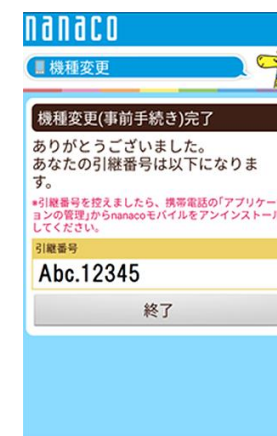 nanaco
機種変更
機種変更(事前手続き)完了
ありがとうございました。
あなたの引継番号は以下になりま
す。
*引継番号を控えましたら、携帯電話の「アプリケー
ョンの管理」からnanacoモバイルをアンインストール
してください。
引継番号
Abc.12345
終了